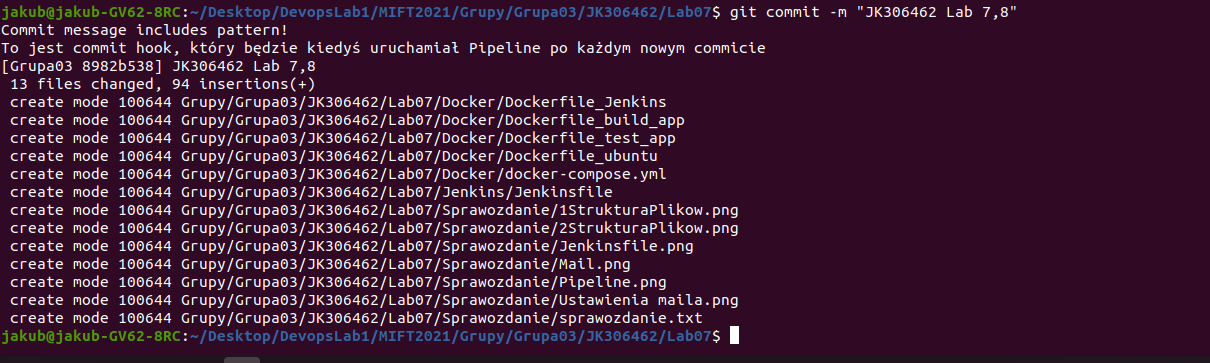 jakub@jakub-GV62-8RC:~/Desktop/DevopsLab1/MIFT2021/Grupy/Grupa03/JK306462/Lab07$ git commit -m "JK306462 Lab 7,8"
Commit message includes pattern!
To jest commit hook, który będzie kiedyś uruchamiał Pipeline po każdym nowym commicie
[Grupa03 8982b538] JK306462 Lab 7,8
 13 files changed, 94 insertions(+)
 create mode 100644 Grupy/Grupa03/JK306462/Lab07/Docker/Dockerfile_Jenkins
 create mode 100644 Grupy/Grupa03/JK306462/Lab07/Docker/Dockerfile_build_app
 create mode 100644 Grupy/Grupa03/JK306462/Lab07/Docker/Dockerfile_test_app
 create mode 100644 Grupy/Grupa03/JK306462/Lab07/Docker/Dockerfile_ubuntu
 create mode 100644 Grupy/Grupa03/JK306462/Lab07/Docker/docker-compose.yml
 create mode 100644 Grupy/Grupa03/JK306462/Lab07/Jenkins/Jenkinsfile
 create mode 100644 Grupy/Grupa03/JK306462/Lab07/Sprawozdanie/1StrukturaPlikow.png
 create mode 100644 Grupy/Grupa03/JK306462/Lab07/Sprawozdanie/2StrukturaPlikow.png
 create mode 100644 Grupy/Grupa03/JK306462/Lab07/Sprawozdanie/Jenkinsfile.png
 create mode 100644 Grupy/Grupa03/JK306462/Lab07/Sprawozdanie/Mail.png
 create mode 100644 Grupy/Grupa03/JK306462/Lab07/Sprawozdanie/Pipeline.png
 create mode 100644 Grupy/Grupa03/JK306462/Lab07/Sprawozdanie/Ustawienia maila.png
 create mode 100644 Grupy/Grupa03/JK306462/Lab07/Sprawozdanie/sprawozdanie.txt
jakub@jakub-GV62-8RC:~/Desktop/DevopsLab1/MIFT2021/Grupy/Grupa03/JK306462/Lab07$